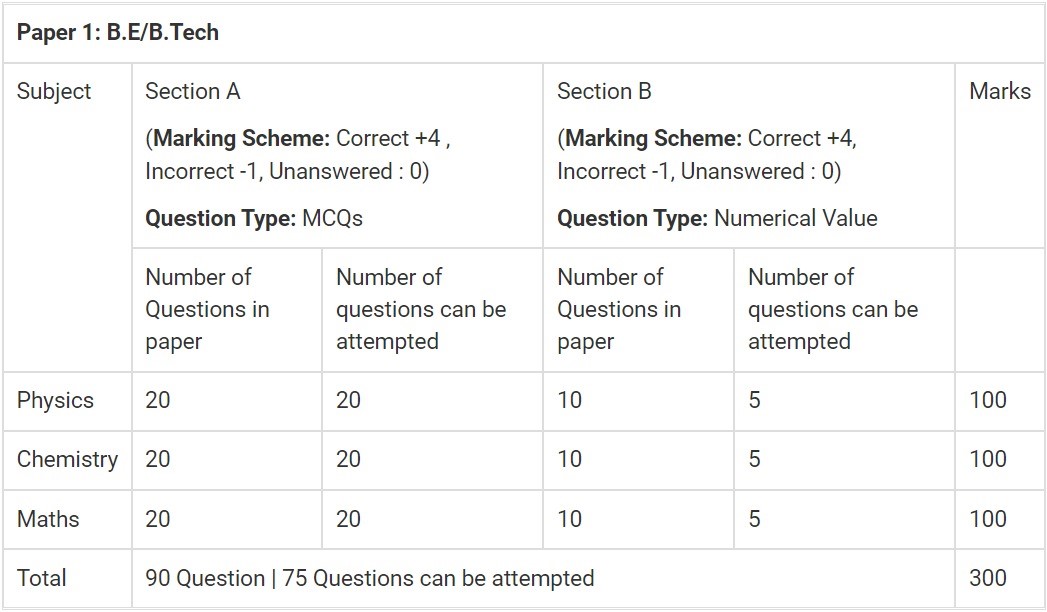 Paper 1: B.E/B.Tech
Subject
Section A
(Marking Scheme: Correct +4 ,
Incorrect -1, Unanswered : 0)
Question Type: MCQs
Section B
(Marking Scheme: Correct +4,
Incorrect -1, Unanswered : 0)
Question Type: Numerical Value
Marks
Number of
Questions in
paper
Number of
questions can be
attempted
Number of
Questions in
paper
Number of
questions can be
attempted
Physics 20 20 10 5 100
Chemistry 20 20 10 5 100
Maths 20 20 10 5 100
Total 90 Question | 75 Questions can be attempted 300